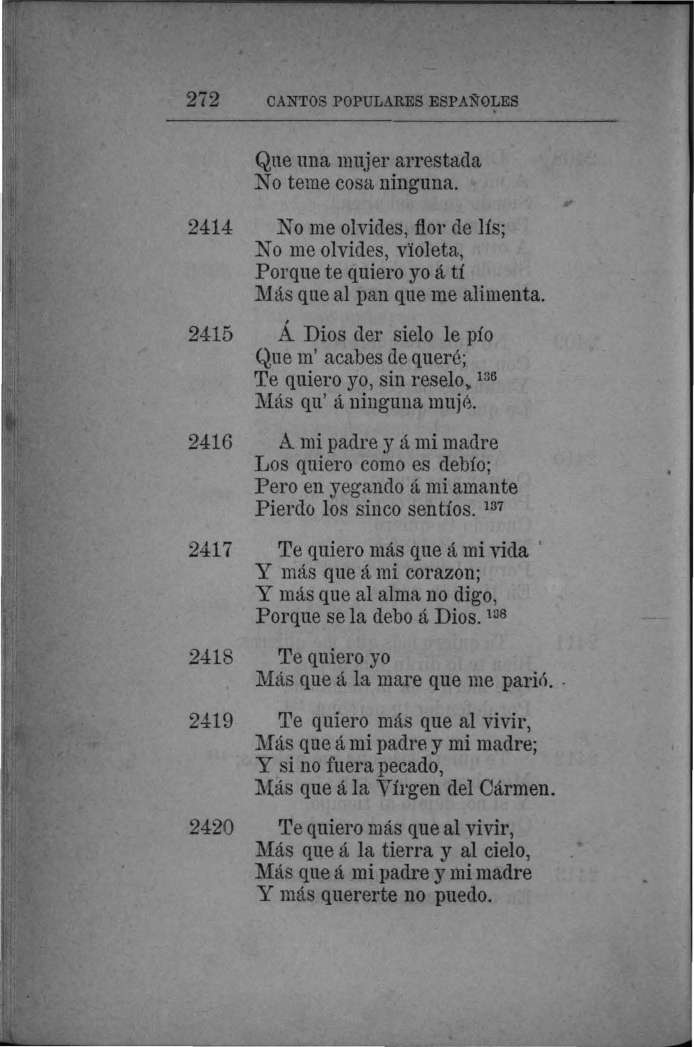 272 CANTOS POPULARES ESPAÑOLES
Que una mujer arrestada
No teme cosa ninguna.
2414 No me olvides, flor de lís;
No me olvides, vïoleta,
Porque te quiero yo á tí
Más que al pan que me alimenta.
2415 Á Dios der sielo le pío
Que m' acabes de queré;
Te quiero yo, sin reselo, 136
Más qu' á ninguna mujé.
2416 A mi padre y á mi madre
Los quiero como es debío;
Pero en yegando á mi amante
Pierdo los sinco sentíos. 137
2417 Te quiero más que á mi vida
Y más que á mi corazon;
Y más que al alma no digo,
Porque se la debo á Dios. 138
2418 Te quiero yo
Más que á la mare que me parió.
2419 Te quiero más que al vivir,
Más que á mi padre y mi madre;
Y si no fuera pecado,
Más que á la Vírgen del Cármen.
2420 Te quiero más que al vivir,
Más que á la tierra y al cielo,
Más que á mi padre y mi madre
Y más quererte no puedo.